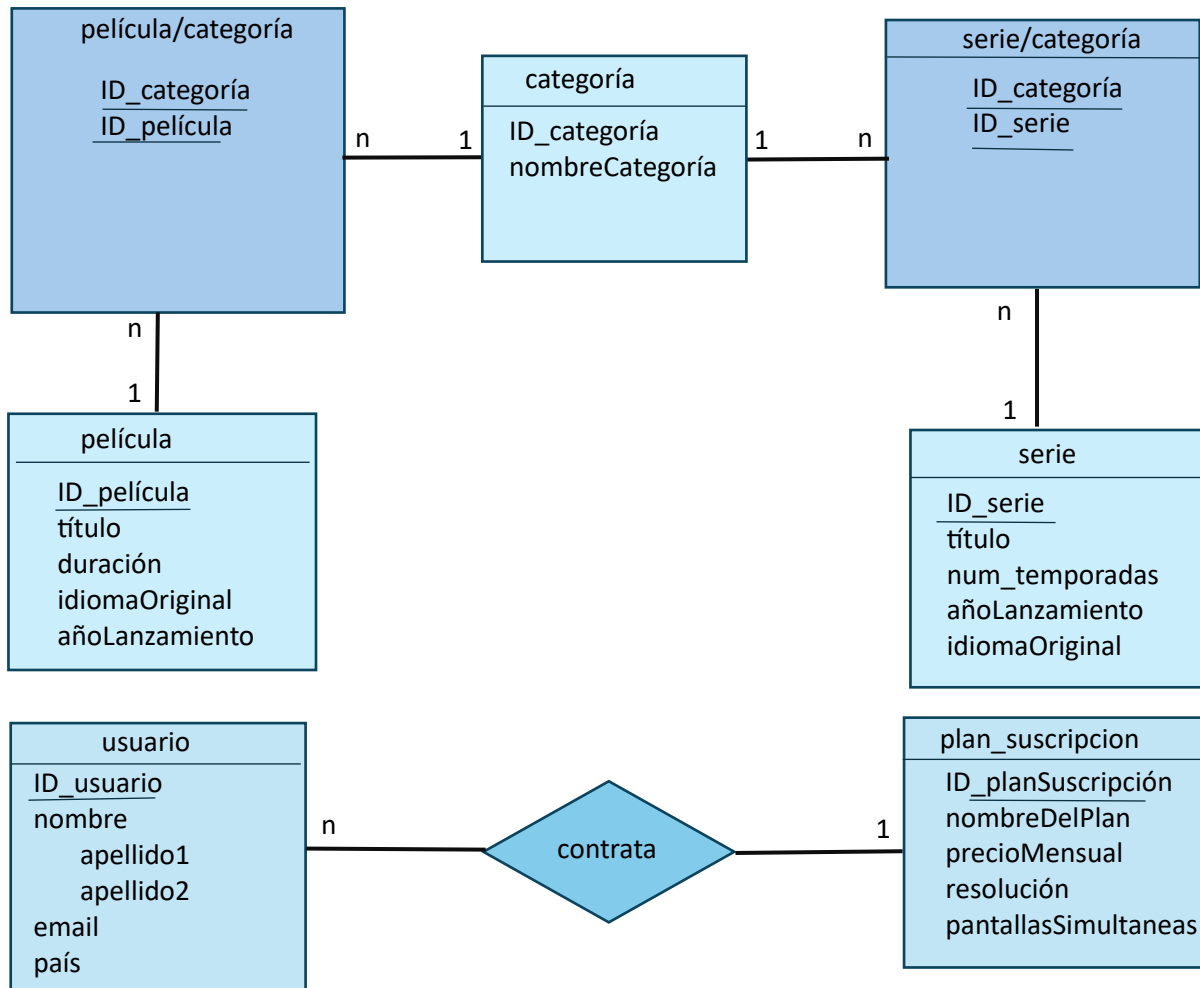 película/categoría
ID_categoría
ID_película
n
1
categoría
ID_categoría
nombreCategoría
1
n
serie/categoría
ID_categoría
ID_serie
n
1
película
ID_película
título
duración
idiomaOriginal
añoLanzamiento
n
1
serie
ID_serie
título
num_temporadas
añoLanzamiento
idiomaOriginal
usuario
ID_usuario
nombre
apellido1
apellido2
email
país
n
contrata
1
plan_suscripcion
ID_planSuscripción
nombreDelPlan
precioMensual
resolución
pantallasSimultaneas